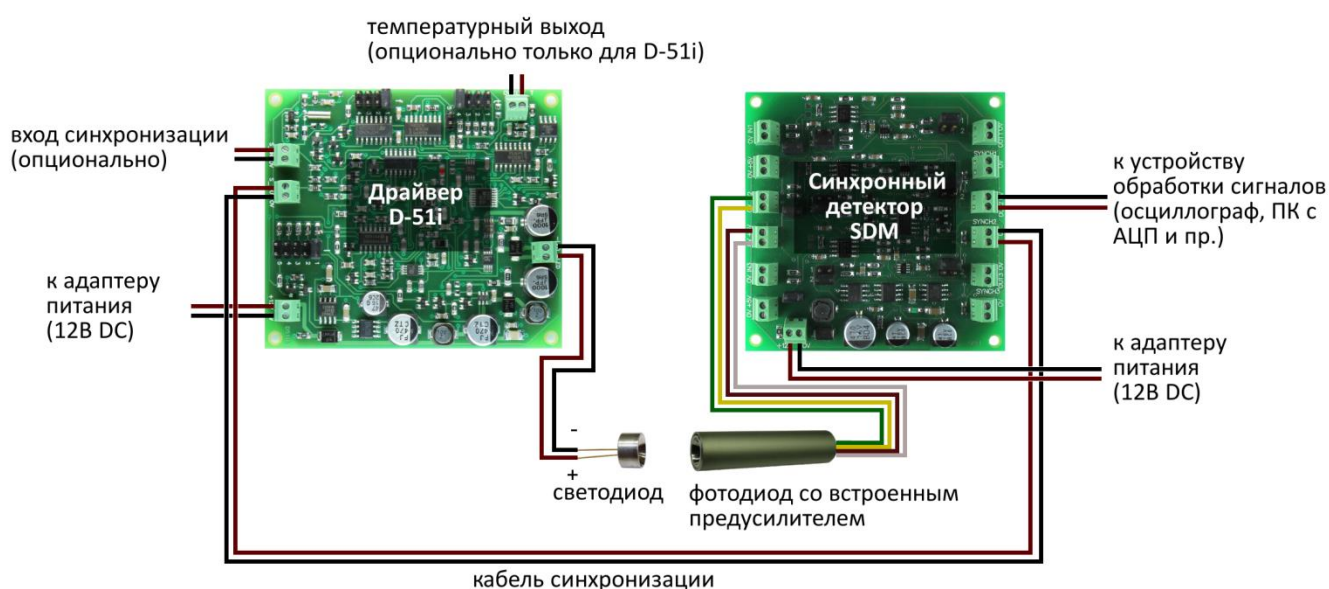 температурный выход
(опционально только для D-51i)
вход синхронизации
(опционально)
к адаптеру
питания
(12В DC)
Драйвер
D-51i
Синхронный
детектор
SDM
к устройству
обработки сигналов
(осциллограф, ПК с
АЦП и пр.)
к адаптеру
питания
(12В DC)
-
+
светодиод
фотодиод со встроенным
предусилителем
кабель синхронизации